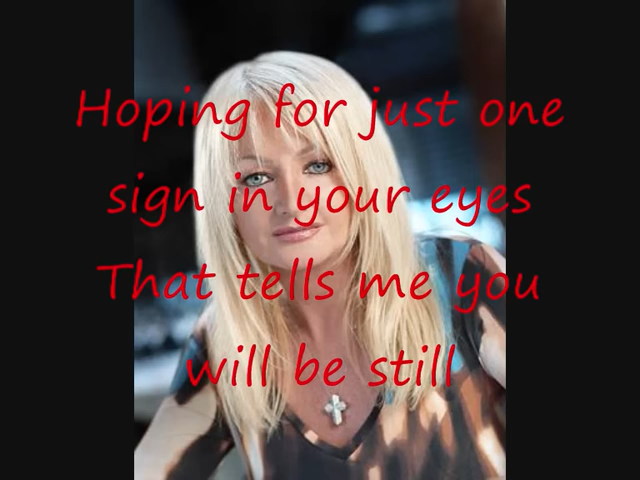 Hoping for just one
sign in your eyes
That tells me you
will be still